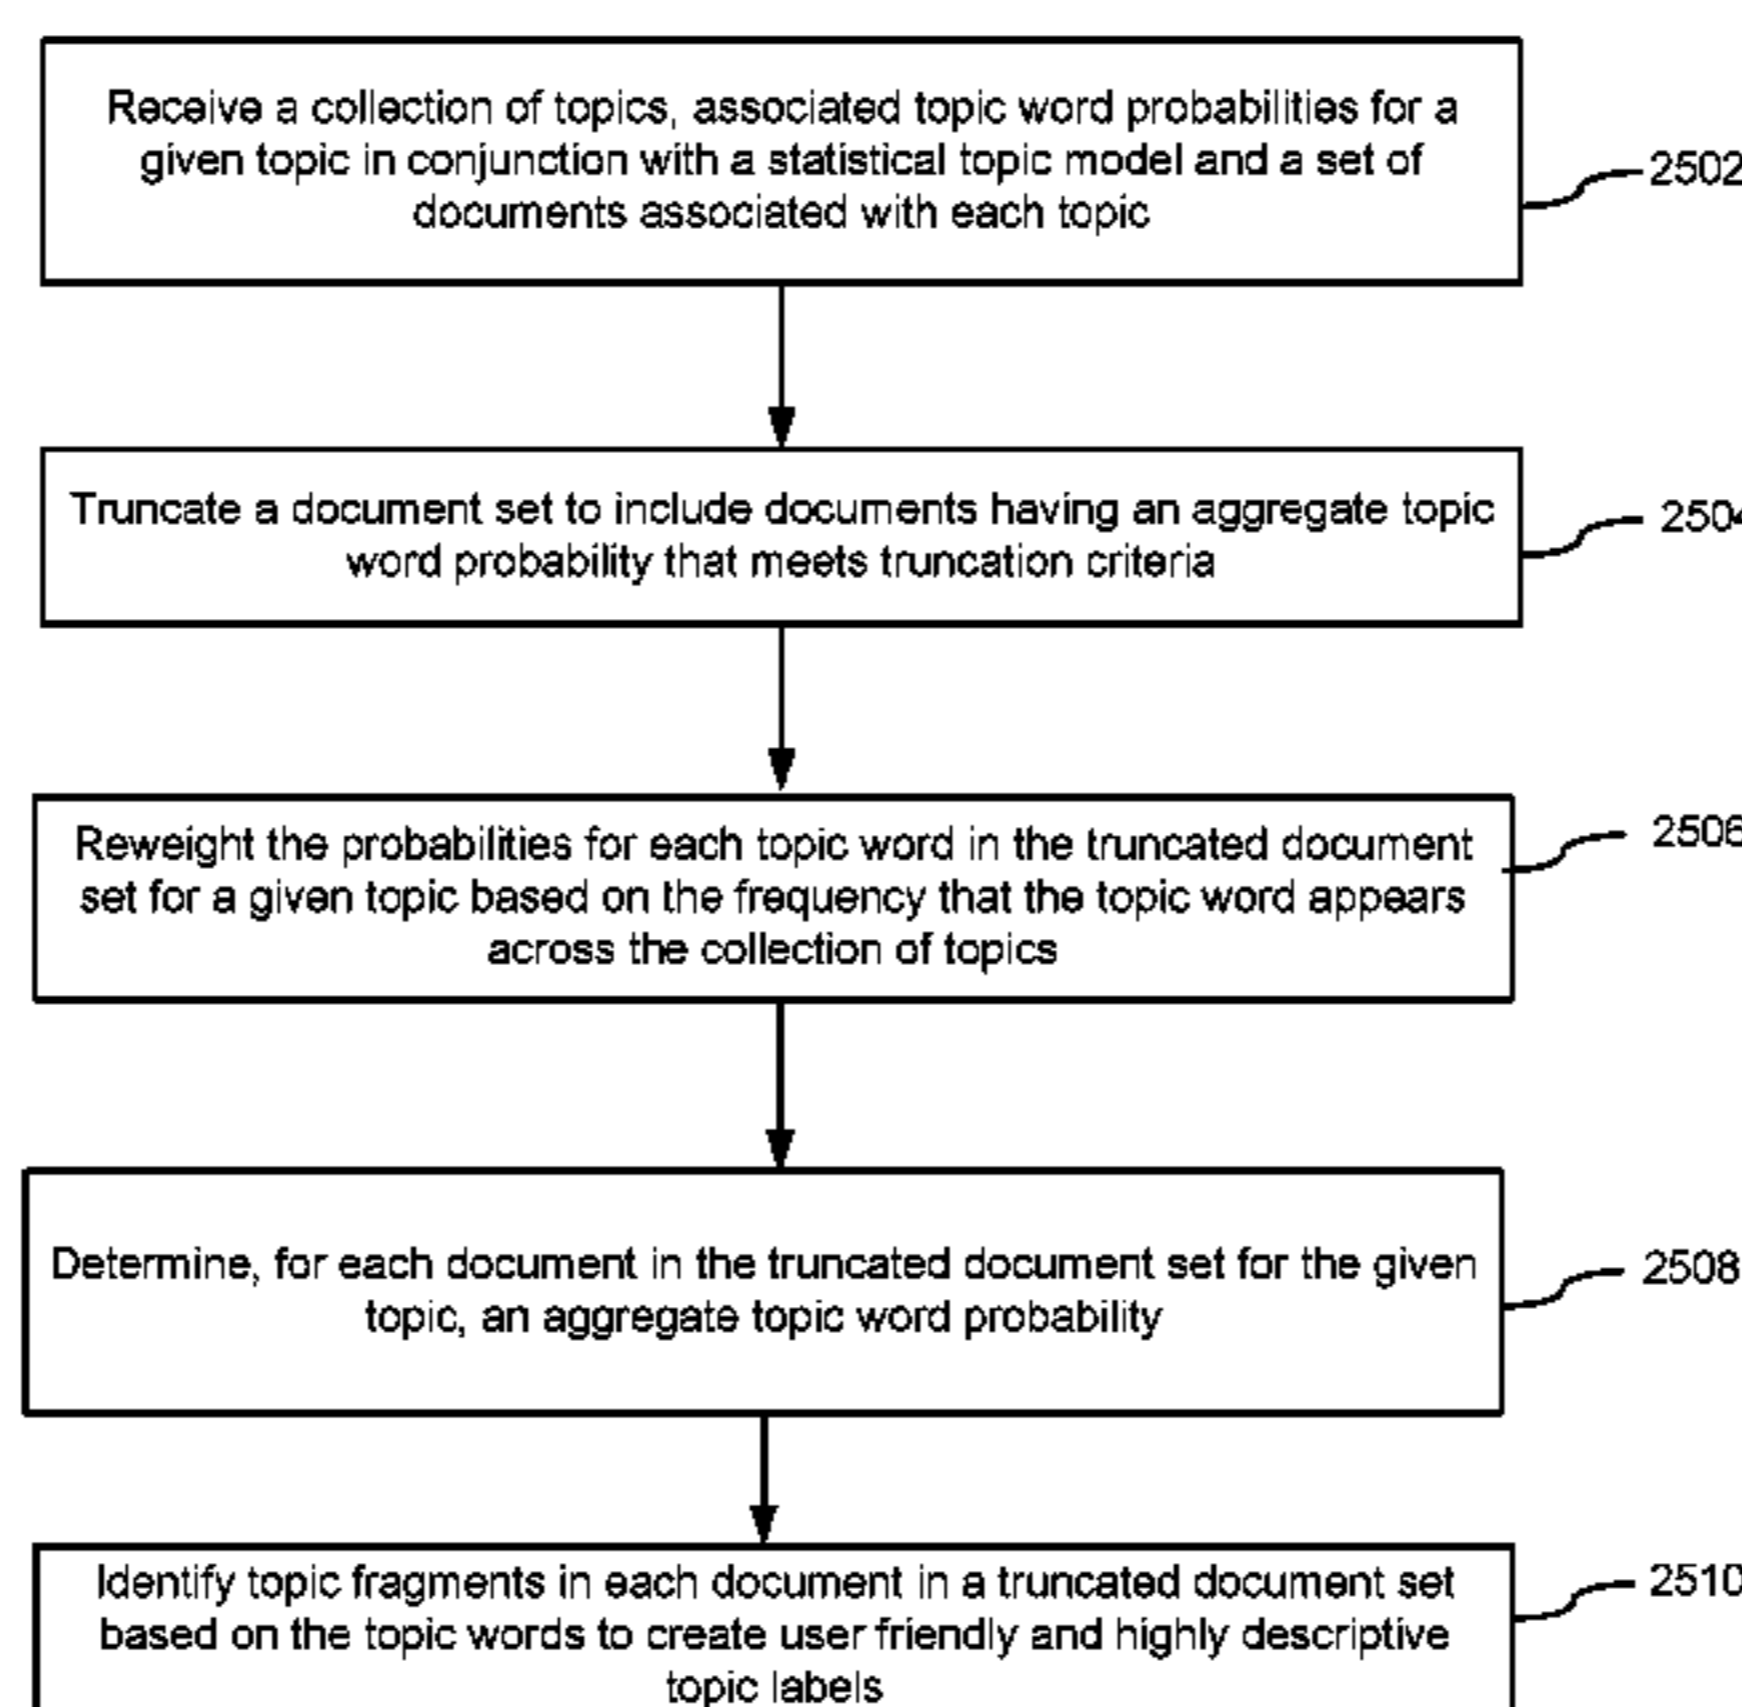 Receive a collection of topics, associated topic word probabilities for a
given topic in conjunction with a statistical topic model and a set of
documents associated with each topic
2502
Truncate a document set to include documents having an aggregate topic
word probability that meets truncation criteria
2504
Reweight the probabilities for each topic word in the truncated document
set for a given topic based on the frequency that the topic word appears
across the collection of topics
2506
Determine, for each document in the truncated document set for the given
topic, an aggregate topic word probability
2508
Identify topic fragments in each document in a truncated document set
based on the topic words to create user friendly and highly descriptive
topic labels
2510